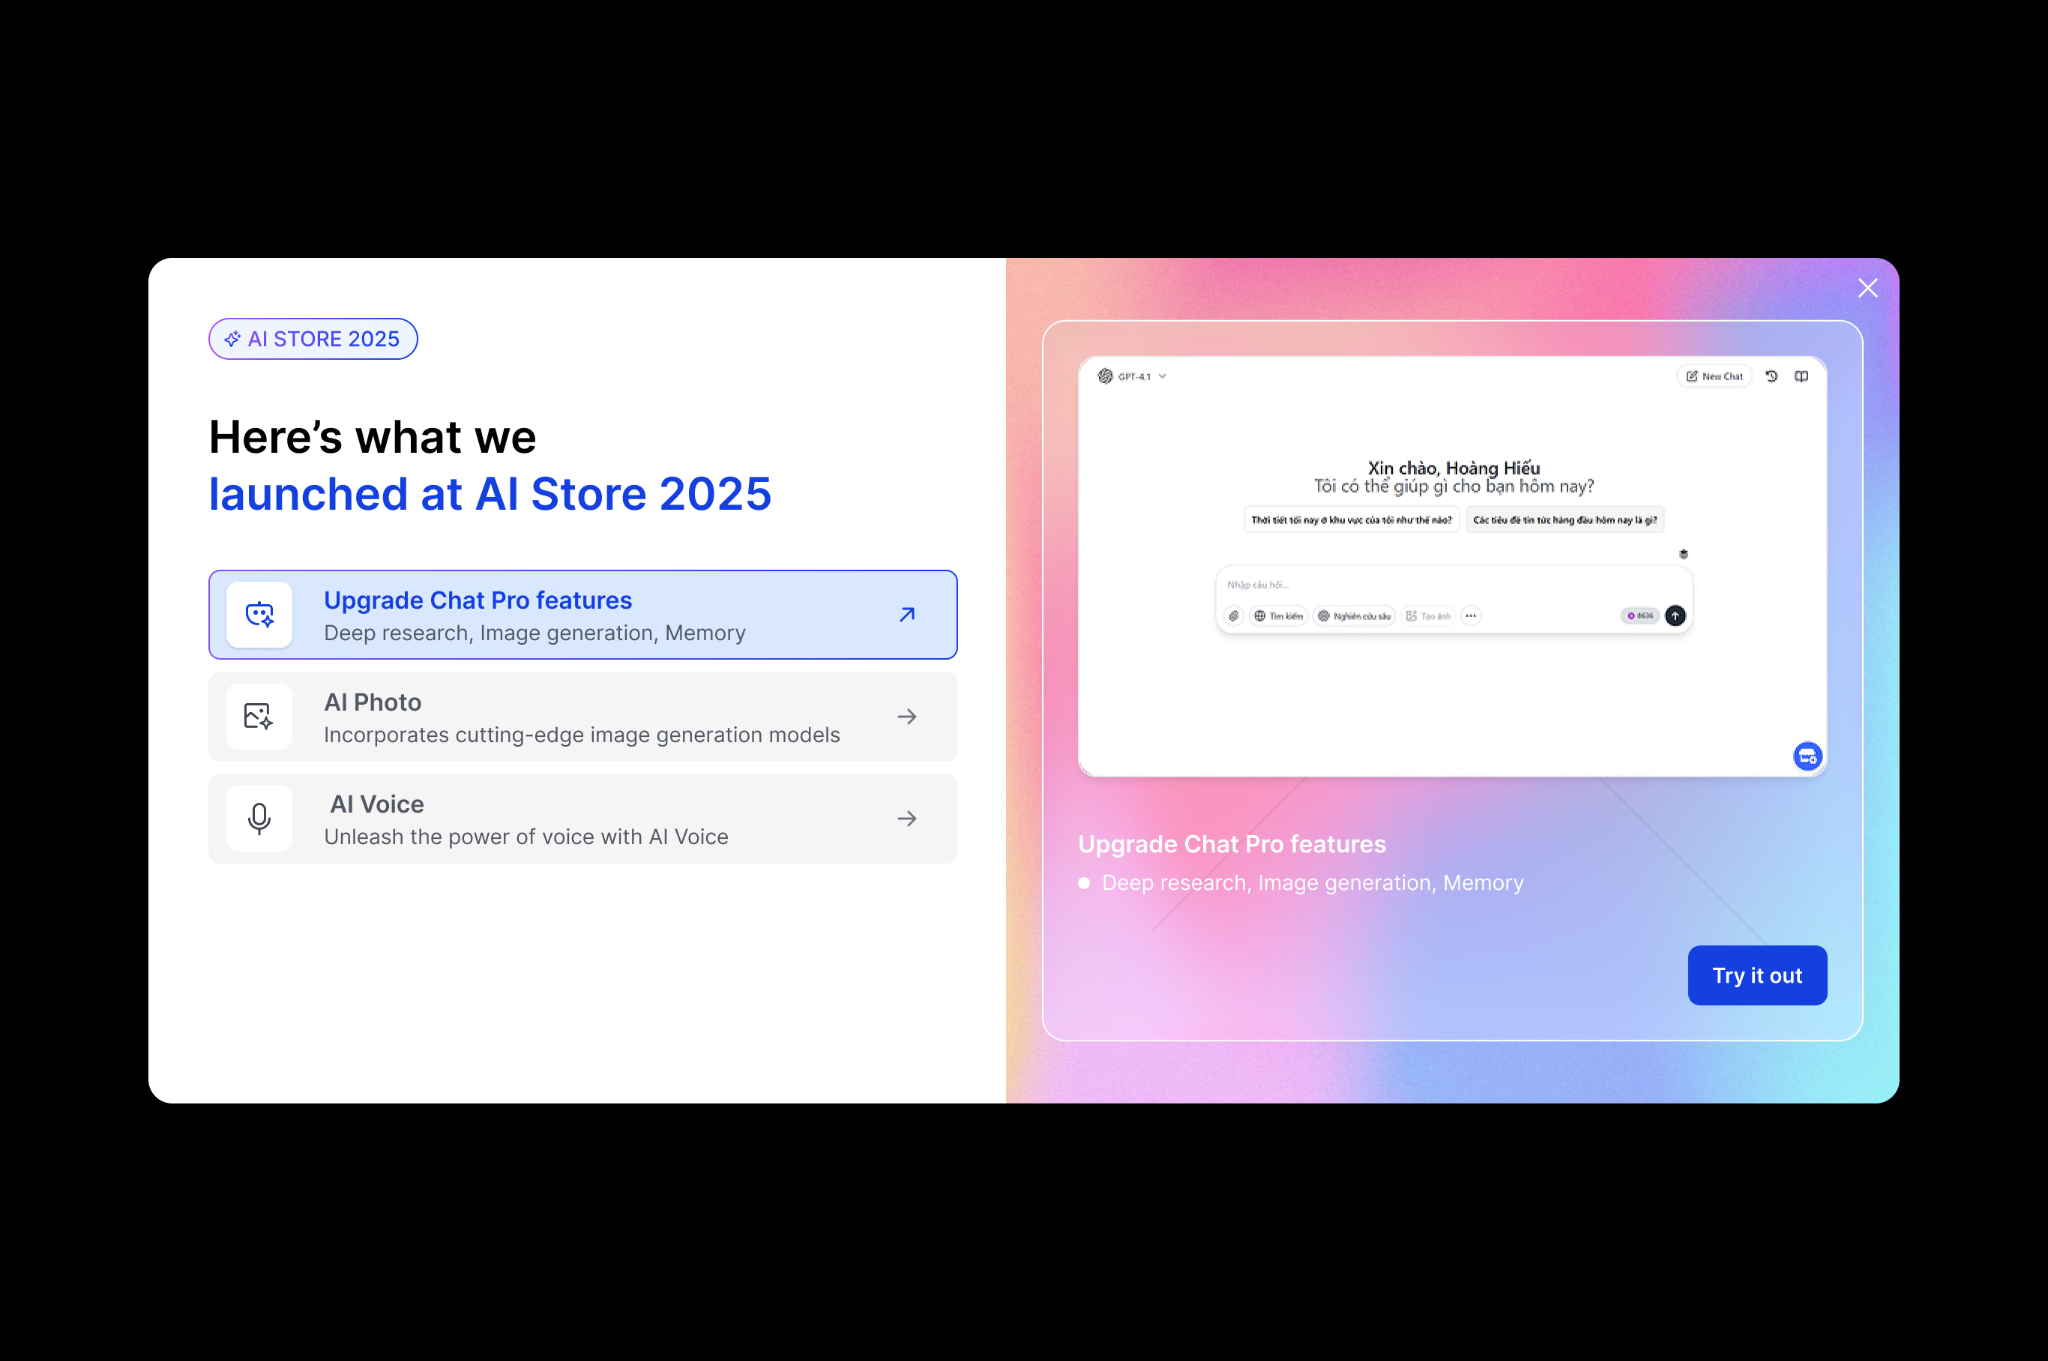 AI STORE 2025
Here’s what we
launched at AI Store 2025
Upgrade Chat Pro features
Deep research, Image generation, Memory
AI Photo
Incorporates cutting-edge image generation models
AI Voice
Unleash the power of voice with AI Voice
GPT-4.1
New Chat
Xin chào, Hoàng Hiếu
Tôi có thể giúp gì cho bạn hôm nay?
Thời tiết tối nay ở khu vực của tôi như thế nào?
Các tiêu đề tin tức hàng đầu hôm nay là gì?
Nhập câu hỏi...
Tìm kiếm
Nghiên cứu sâu
Tạo ảnh
Upgrade Chat Pro features
Deep research, Image generation, Memory
Try it out